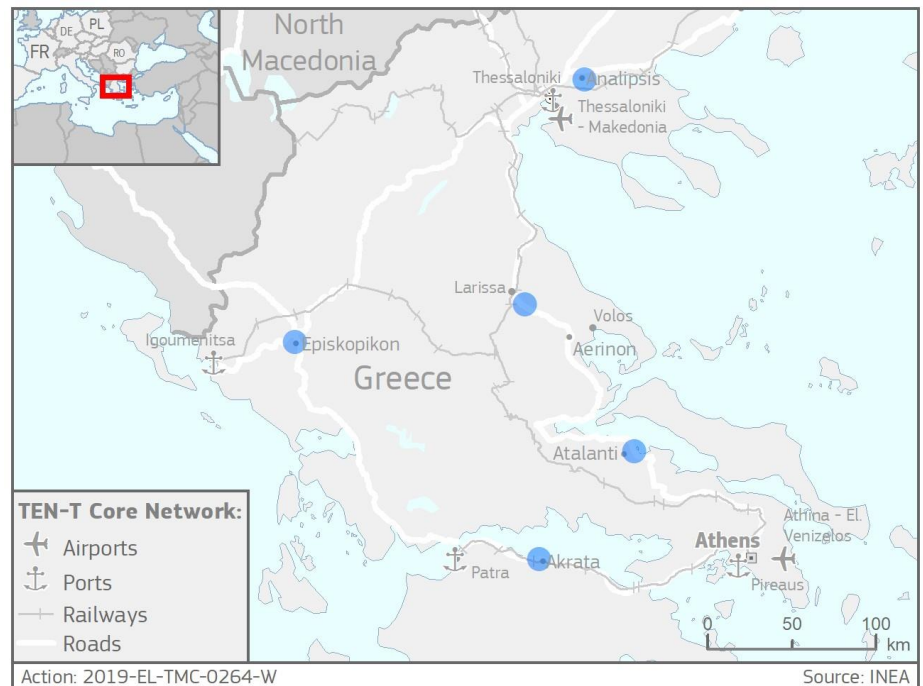 DE
PL
FR
RO
North
Macedonia
Thessaloniki
Analipsis
Thessaloniki
- Makedonia
Larissa
Volos
Igoumenitsa
Episkopikon
Aerinon
Greece
Atalanti
TEN-T Core Network:
Airports
Ports
Railways
Roads
Athina - El.
Venizelos
Athens
Akrata
Patra
Pireaus
0 50 100
km
Action: 2019-EL-TMC-0264-W
Source: INEA